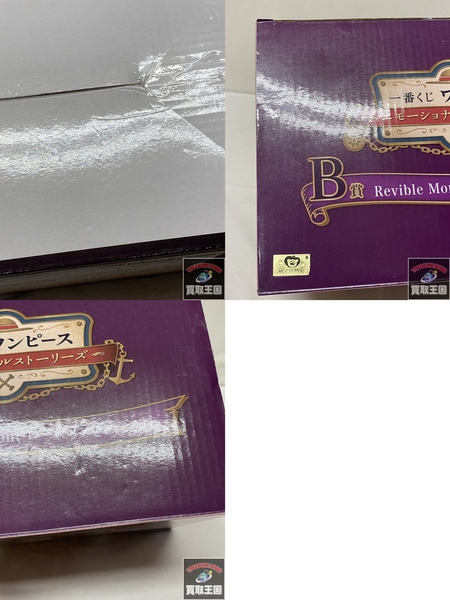 買取王国
一番くじ ワ
モーショナ
B賞 Revible Mo
買取王国
ワンピース
ルストーリーズ
買取王国